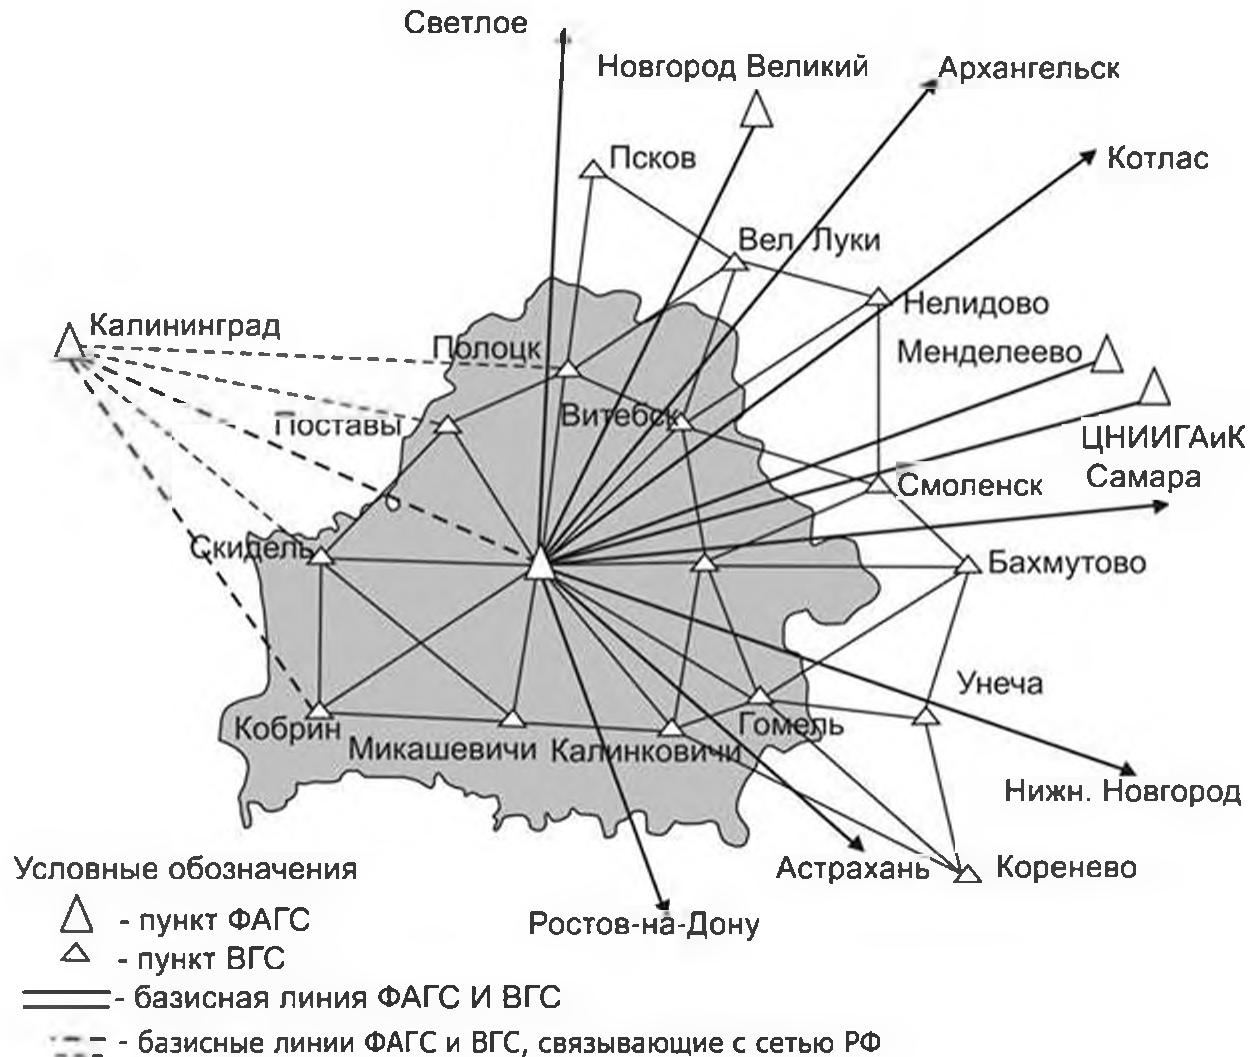 Светлое
Новгород Великий
Архангельск
Псков
Котлас
Вел. Луки
Нелидово
Калининград
Полоцк
Менделеево
Поставы
Витебск
ЦНИИГАиК
Смоленск
Самара
Скидель
Бахмутово
Унеча
Кобрин
Гомель
Микашевичи
Калинковичи
Нижн. Новгород
Условные обозначения
Астрахань
Коренево
- пункт ФАГС
Ростов-на-Дону
- пункт ВГС
- базисная линия ФАГС И ВГС
- базисные линии ФАГС и ВГС, связывающие с сетью РФ